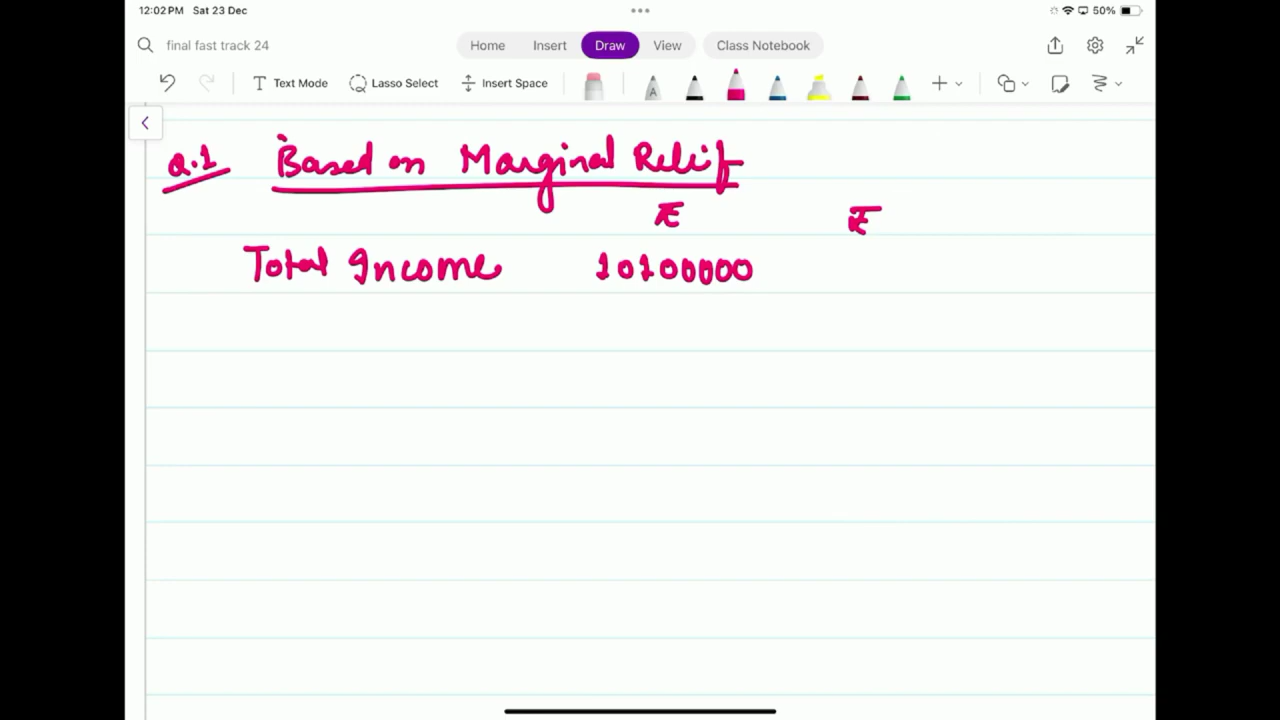 12:02 PM Sat 23 Dec
50%
final fast track 24
Home Insert Draw View Class Notebook
Text Mode Lasso Select Insert Space
A
Q.1 Based on Marginal Relief
₹ ₹
Total Income 10100000